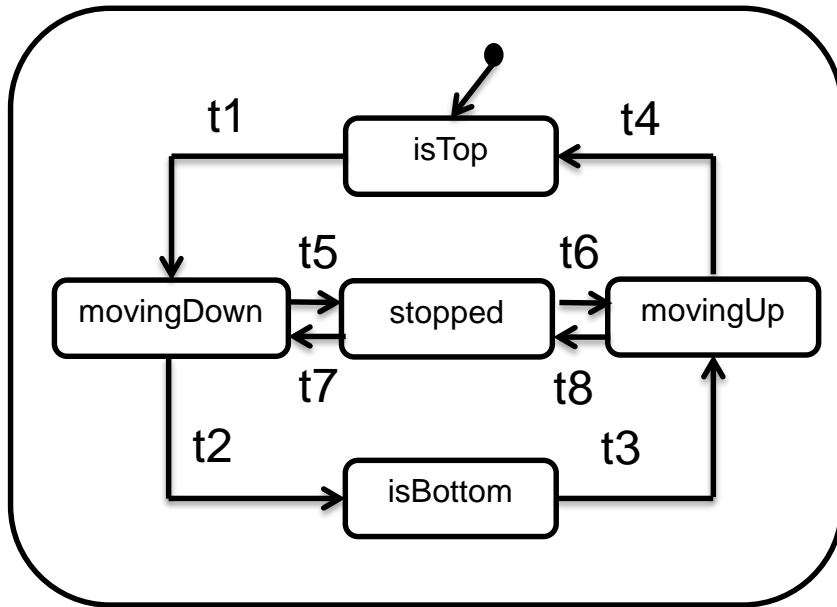 t1
t4
isTop
t5
t6
movingDown
stopped
movingUp
t7
t8
t2
t3
isBottom